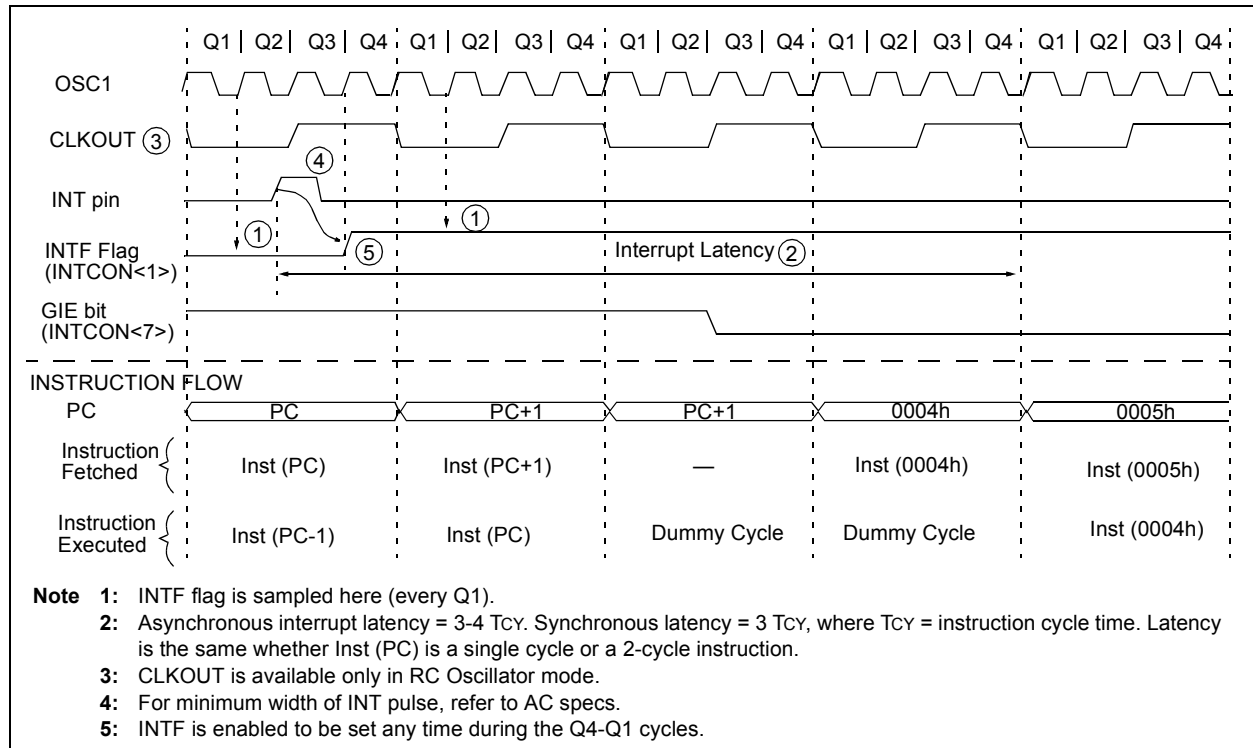 Q1 | Q2 | Q3 | Q4 Q1 | Q2 | Q3 | Q4 Q1 | Q2 | Q3 | Q4 Q1 | Q2 | Q3 | Q4 Q1 | Q2 | Q3 | Q4
OSC1
CLKOUT ③
④
INT pin
① ①
INTF Flag
(INTCON<1>)
⑤
Interrupt Latency ②
GIE bit
(INTCON<7>)
INSTRUCTION FLOW
PC PC PC+1 PC+1 0004h 0005h
Instruction
Fetched
Inst (PC) Inst (PC+1) — Inst (0004h) Inst (0005h)
Instruction
Executed
Inst (PC-1) Inst (PC) Dummy Cycle Dummy Cycle Inst (0004h)
Note 1: INTF flag is sampled here (every Q1).
2: Asynchronous interrupt latency = 3-4 TCY. Synchronous latency = 3 TCY, where TCY = instruction cycle time. Latency
is the same whether Inst (PC) is a single cycle or a 2-cycle instruction.
3: CLKOUT is available only in RC Oscillator mode.
4: For minimum width of INT pulse, refer to AC specs.
5: INTF is enabled to be set any time during the Q4-Q1 cycles.